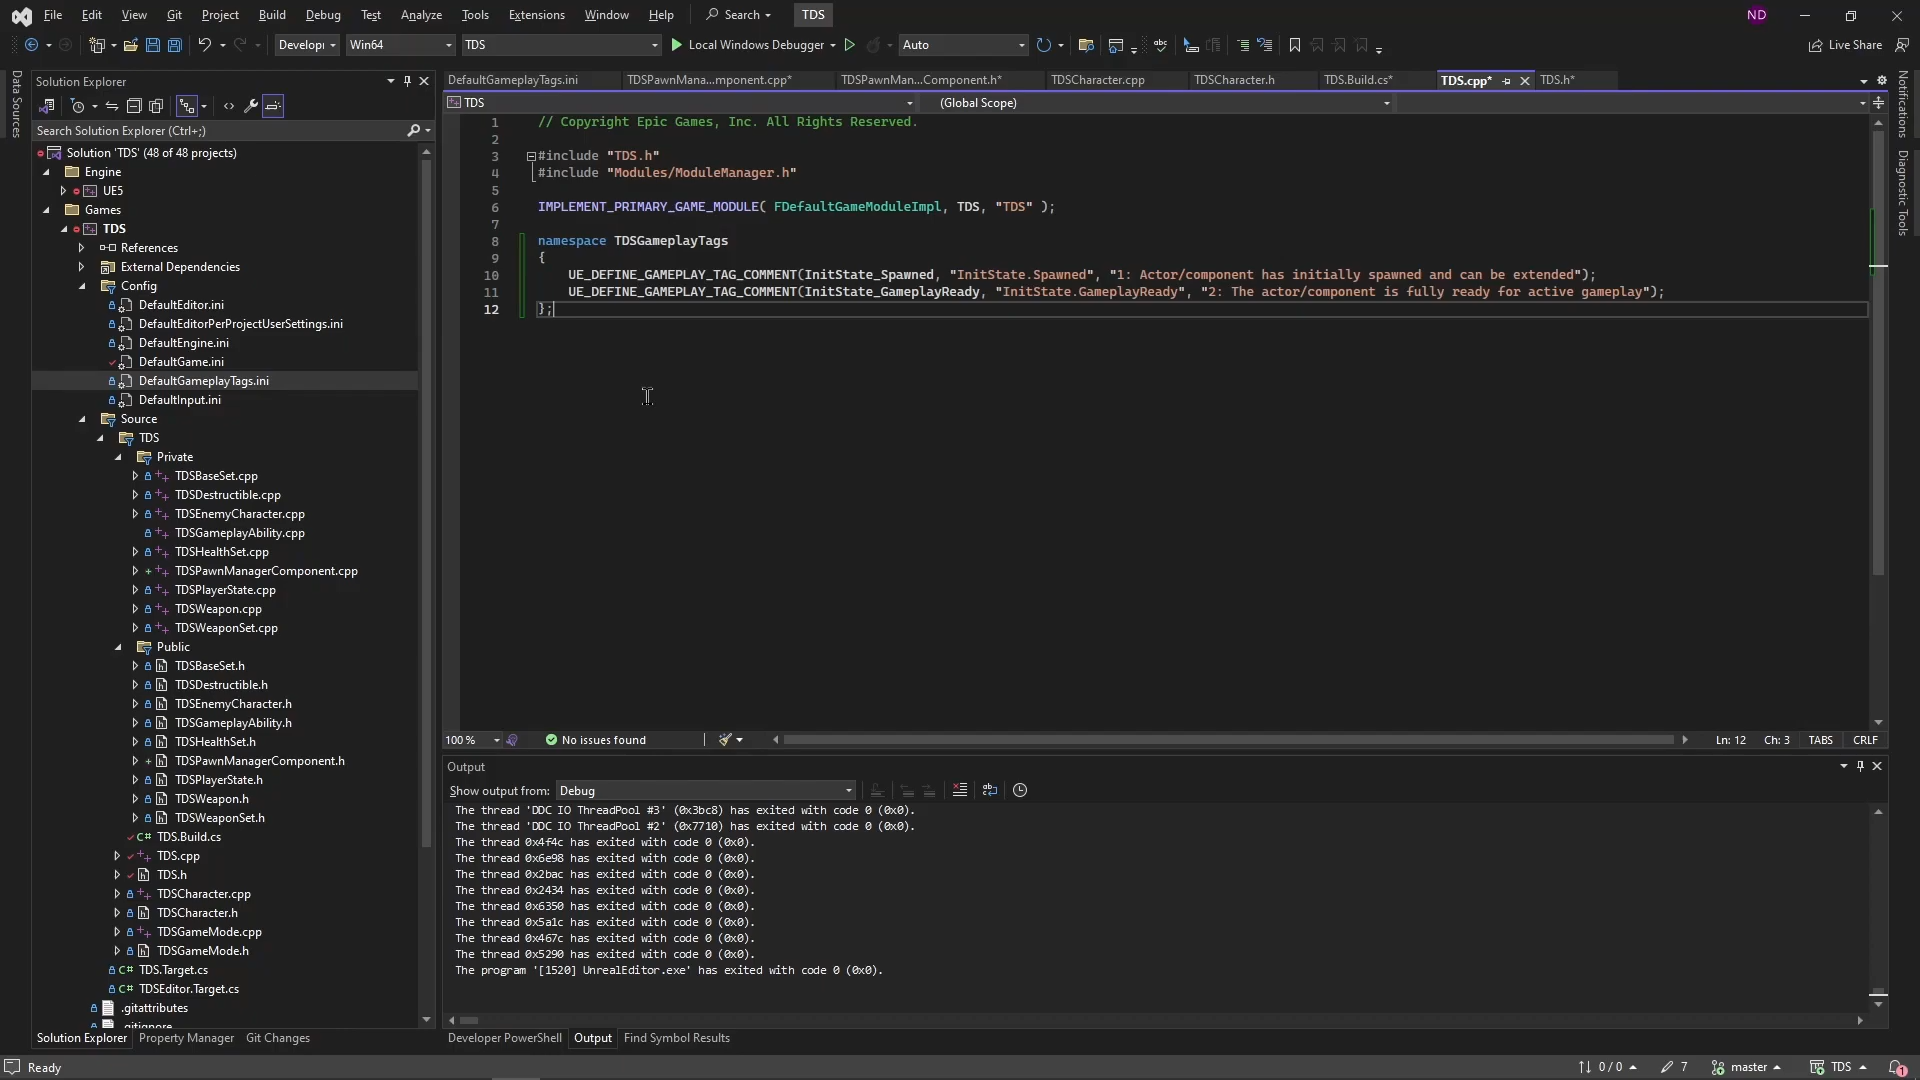 File Edit View Git Project Build Debug Test Analyze Tools Extensions Window Help Search TDS ND
Develop Win64 TDS Local Windows Debugger Auto Live Share
Data Sources
Solution Explorer
Search Solution Explorer (Ctrl+;)
Solution 'TDS' (48 of 48 projects)
Engine
UE5
Games
TDS
References
External Dependencies
Config
DefaultEditor.ini
DefaultEditorPerProjectUserSettings.ini
DefaultEngine.ini
DefaultGame.ini
DefaultGameplayTags.ini
DefaultInput.ini
Source
TDS
Private
TDSBaseSet.cpp
TDSDestructible.cpp
TDSEnemyCharacter.cpp
TDSGameplayAbility.cpp
TDSHealthSet.cpp
TDSPawnManagerComponent.cpp
TDSPlayerState.cpp
TDSWeapon.cpp
TDSWeaponSet.cpp
Public
TDSBaseSet.h
TDSDestructible.h
TDSEnemyCharacter.h
TDSGameplayAbility.h
TDSHealthSet.h
TDSPawnManagerComponent.h
TDSPlayerState.h
TDSWeapon.h
TDSWeaponSet.h
TDS.Build.cs
TDS.cpp
TDS.h
TDSCharacter.cpp
TDSCharacter.h
TDSGameMode.cpp
TDSGameMode.h
TDS.Target.cs
TDSEditor.Target.cs
.gitattributes
.gitignore
Solution Explorer Property Manager Git Changes
DefaultGameplayTags.ini TDSPawnMana...mponent.cpp* TDSPawnMan...Component.h* TDSCharacter.cpp TDSCharacter.h TDS.Build.cs* TDS.cpp* TDS.h*
TDS (Global Scope)
1 // Copyright Epic Games, Inc. All Rights Reserved.
2
3 #include "TDS.h"
4 #include "Modules/ModuleManager.h"
5
6 IMPLEMENT_PRIMARY_GAME_MODULE( FDefaultGameModuleImpl, TDS, "TDS" );
7
8 namespace TDSGameplayTags
9 {
10 UE_DEFINE_GAMEPLAY_TAG_COMMENT(InitState_Spawned, "InitState.Spawned", "1: Actor/component has initially spawned and can be extended");
11 UE_DEFINE_GAMEPLAY_TAG_COMMENT(InitState_GameplayReady, "InitState.GameplayReady", "2: The actor/component is fully ready for active gameplay");
12 };
100 % No issues found Ln: 12 Ch: 3 TABS CRLF
Output
Show output from: Debug
The thread 'DDC IO ThreadPool #3' (0x3bc8) has exited with code 0 (0x0).
The thread 'DDC IO ThreadPool #2' (0x7710) has exited with code 0 (0x0).
The thread 0x4f4c has exited with code 0 (0x0).
The thread 0x6e98 has exited with code 0 (0x0).
The thread 0x2bac has exited with code 0 (0x0).
The thread 0x2434 has exited with code 0 (0x0).
The thread 0x6350 has exited with code 0 (0x0).
The thread 0x5a1c has exited with code 0 (0x0).
The thread 0x467c has exited with code 0 (0x0).
The thread 0x5290 has exited with code 0 (0x0).
The program '[1520] UnrealEditor.exe' has exited with code 0 (0x0).
Developer PowerShell Output Find Symbol Results
Notifications
Diagnostic Tools
Ready 0 / 0 7 master TDS 1